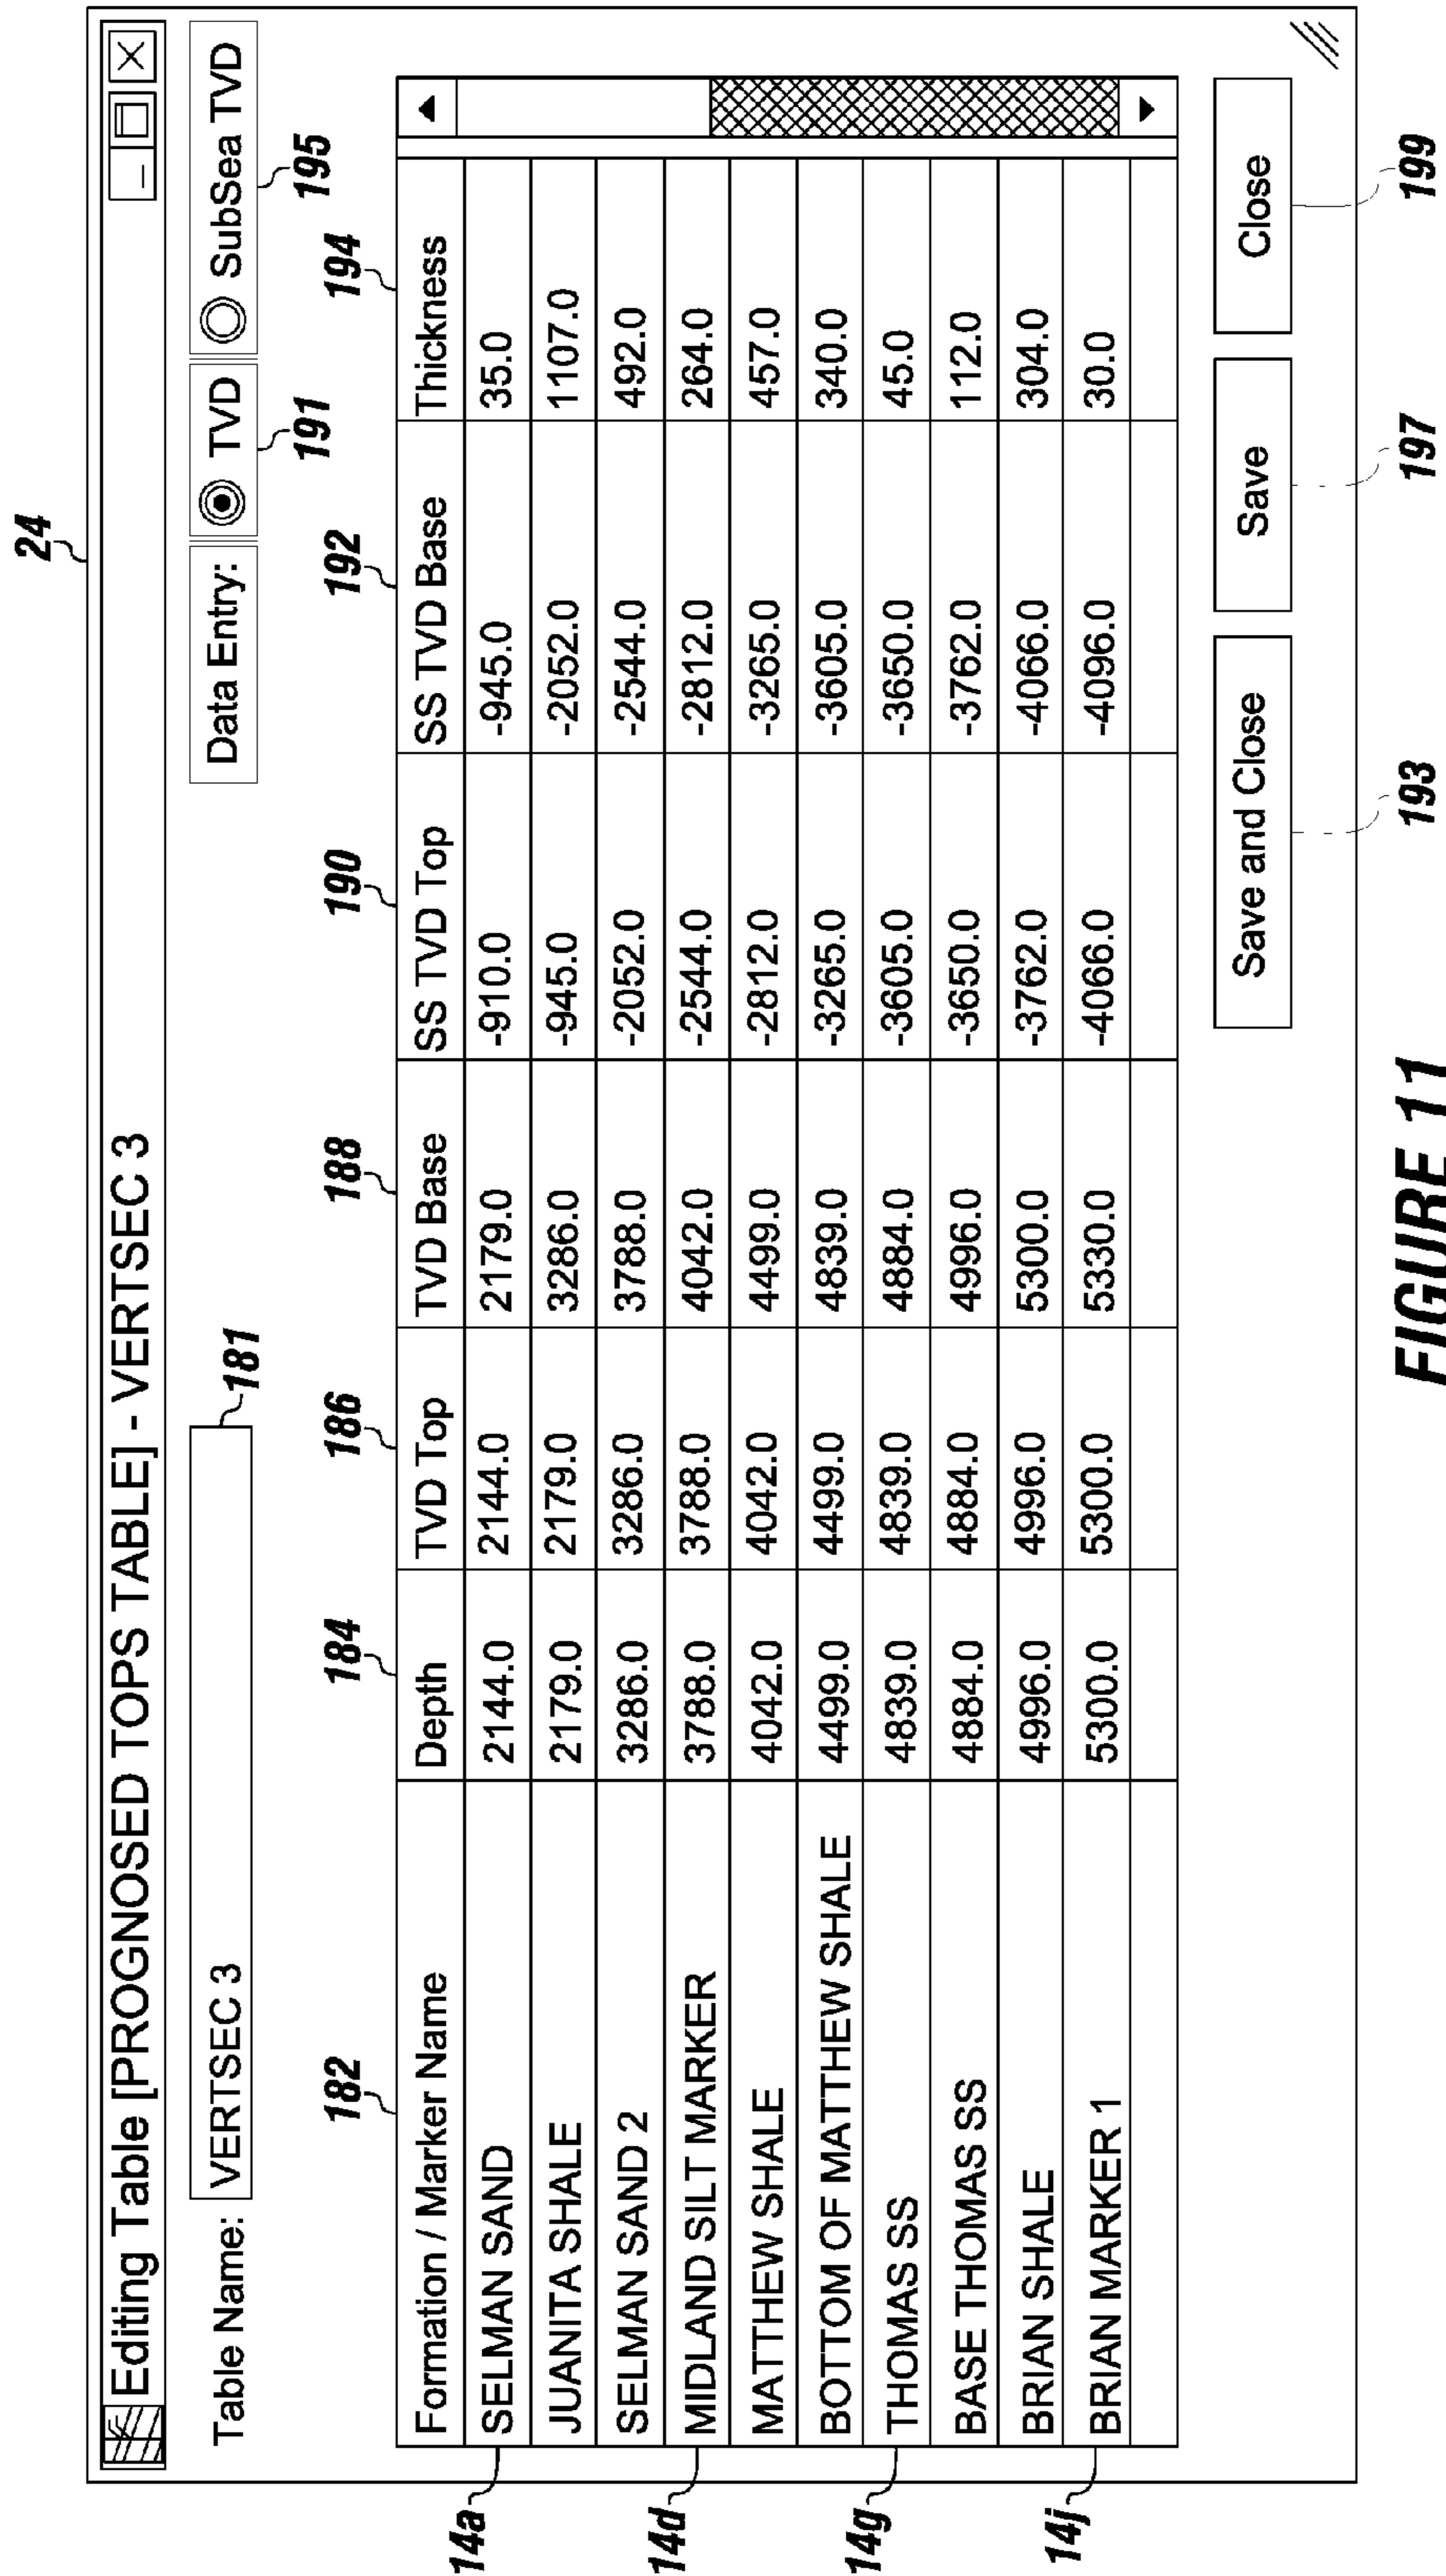 24
Editing Table [PROGNOSED TOPS TABLE] - VERTSEC 3
Table Name: VERTSEC 3 Data Entry: TVD SubSea TVD
181 191 195
182 184 186 188 190 192 194
Formation / Marker Name Depth TVD Top TVD Base SS TVD Top SS TVD Base Thickness
14a SELMAN SAND 2144.0 2144.0 2179.0 -910.0 -945.0 35.0
JUANITA SHALE 2179.0 2179.0 3286.0 -945.0 -2052.0 1107.0
SELMAN SAND 2 3286.0 3286.0 3788.0 -2052.0 -2544.0 492.0
14d MIDLAND SILT MARKER 3788.0 3788.0 4042.0 -2544.0 -2812.0 264.0
MATTHEW SHALE 4042.0 4042.0 4499.0 -2812.0 -3265.0 457.0
BOTTOM OF MATTHEW SHALE 4499.0 4499.0 4839.0 -3265.0 -3605.0 340.0
14g THOMAS SS 4839.0 4839.0 4884.0 -3605.0 -3650.0 45.0
BASE THOMAS SS 4884.0 4884.0 4996.0 -3650.0 -3762.0 112.0
BRIAN SHALE 4996.0 4996.0 5300.0 -3762.0 -4066.0 304.0
14j BRIAN MARKER 1 5300.0 5300.0 5330.0 -4066.0 -4096.0 30.0
Save and Close Save Close
193 197 199
FIGURE 11